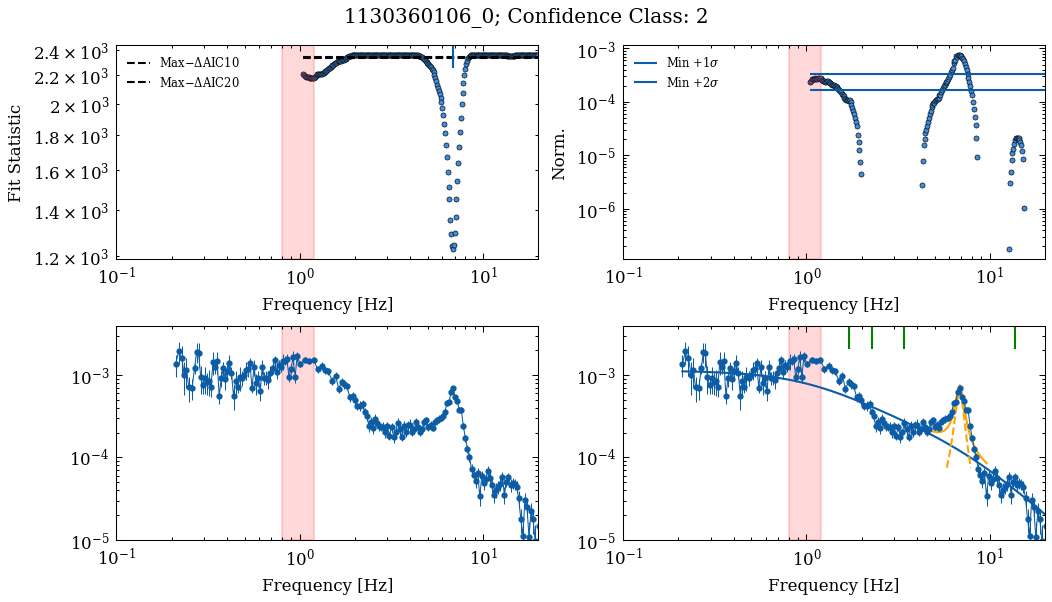 1130360106_0; Confidence Class: 2
Fit Statistic
2.4 × 10³
2.2 × 10³
2 × 10³
1.8 × 10³
1.6 × 10³
1.4 × 10³
1.2 × 10³
Max−ΔAIC10
Max−ΔAIC20
10⁻¹ 10⁰ 10¹
Frequency [Hz]
Norm.
10⁻³
10⁻⁴
10⁻⁵
10⁻⁶
Min +1σ
Min +2σ
10⁻¹ 10⁰ 10¹
Frequency [Hz]
10⁻³
10⁻⁴
10⁻⁵
10⁻¹ 10⁰ 10¹
Frequency [Hz]
10⁻³
10⁻⁴
10⁻⁵
10⁻¹ 10⁰ 10¹
Frequency [Hz]